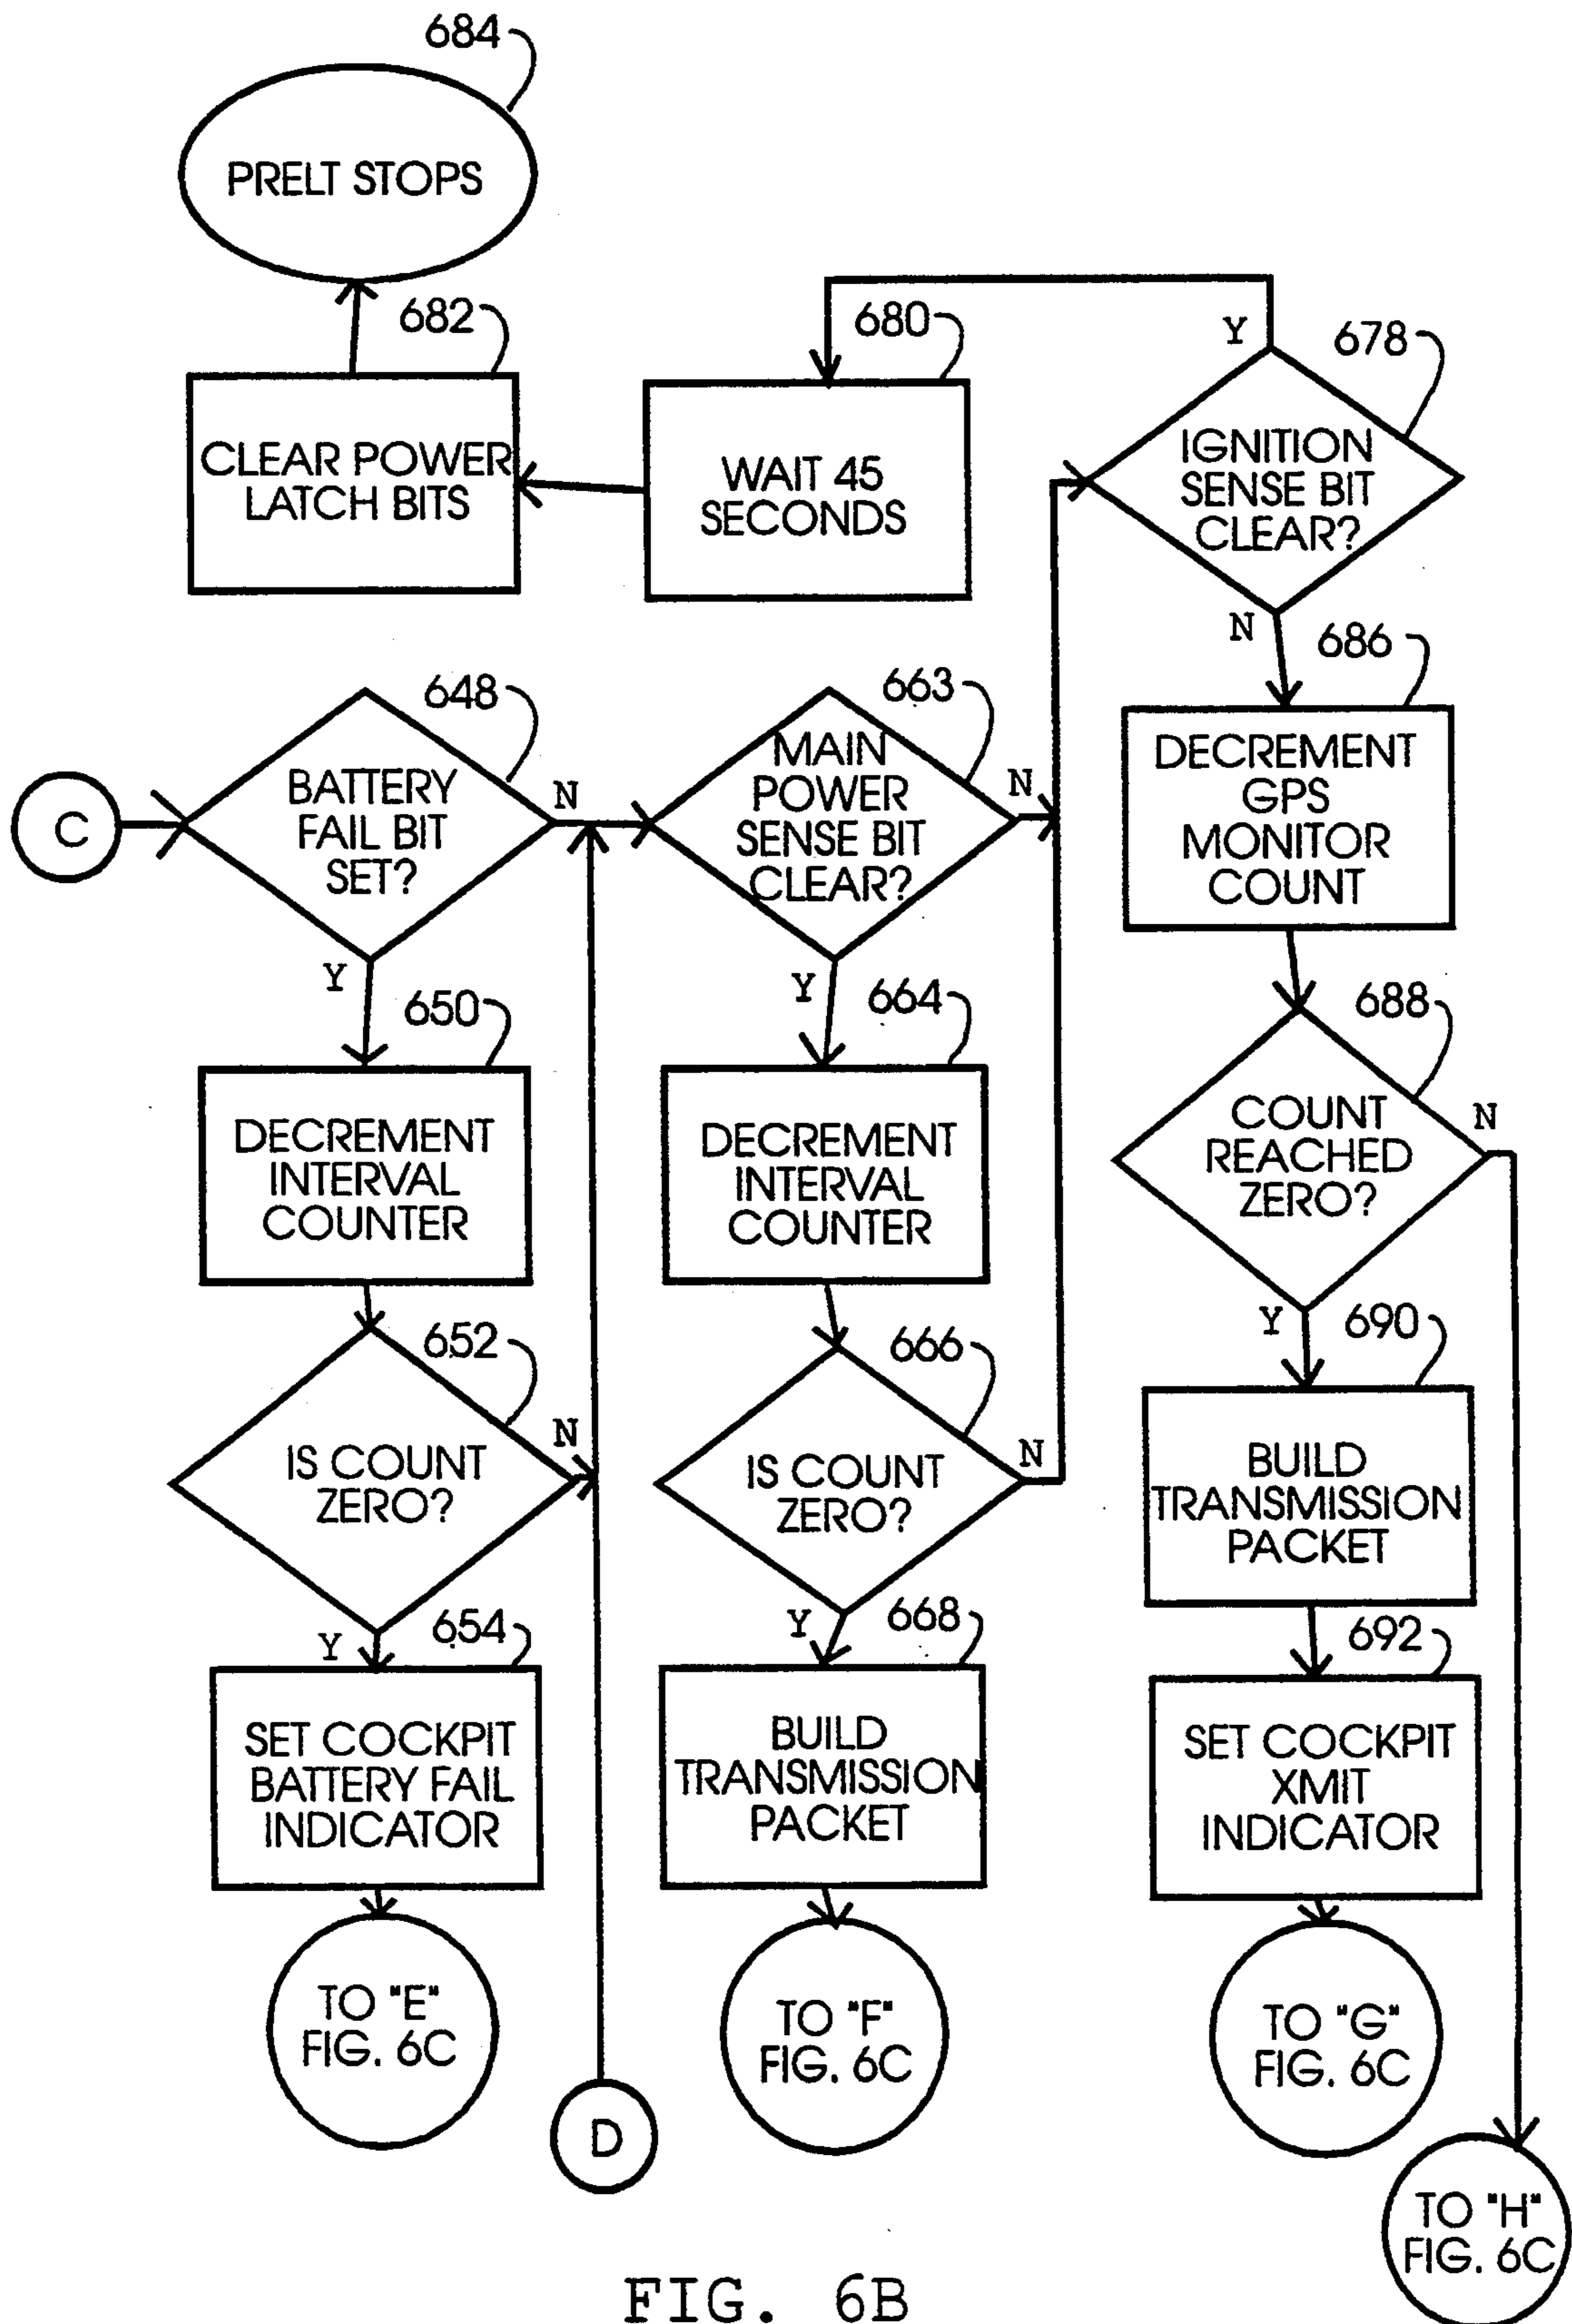 684
PRELT STOPS
682
CLEAR POWER
LATCH BITS
680
WAIT 45
SECONDS
Y
678
IGNITION
SENSE BIT
CLEAR?
N
C
648
BATTERY
FAIL BIT
SET?
N
Y
663
MAIN
POWER
SENSE BIT
CLEAR?
N
Y
686
DECREMENT
GPS
MONITOR
COUNT
650
DECREMENT
INTERVAL
COUNTER
664
DECREMENT
INTERVAL
COUNTER
688
COUNT
REACHED
ZERO?
N
Y
652
IS COUNT
ZERO?
N
Y
666
IS COUNT
ZERO?
N
Y
690
BUILD
TRANSMISSION
PACKET
654
SET COCKPIT
BATTERY FAIL
INDICATOR
668
BUILD
TRANSMISSION
PACKET
692
SET COCKPIT
XMIT
INDICATOR
TO "E"
FIG. 6C
D
TO "F"
FIG. 6C
TO "G"
FIG. 6C
TO "H"
FIG. 6C
FIG. 6B